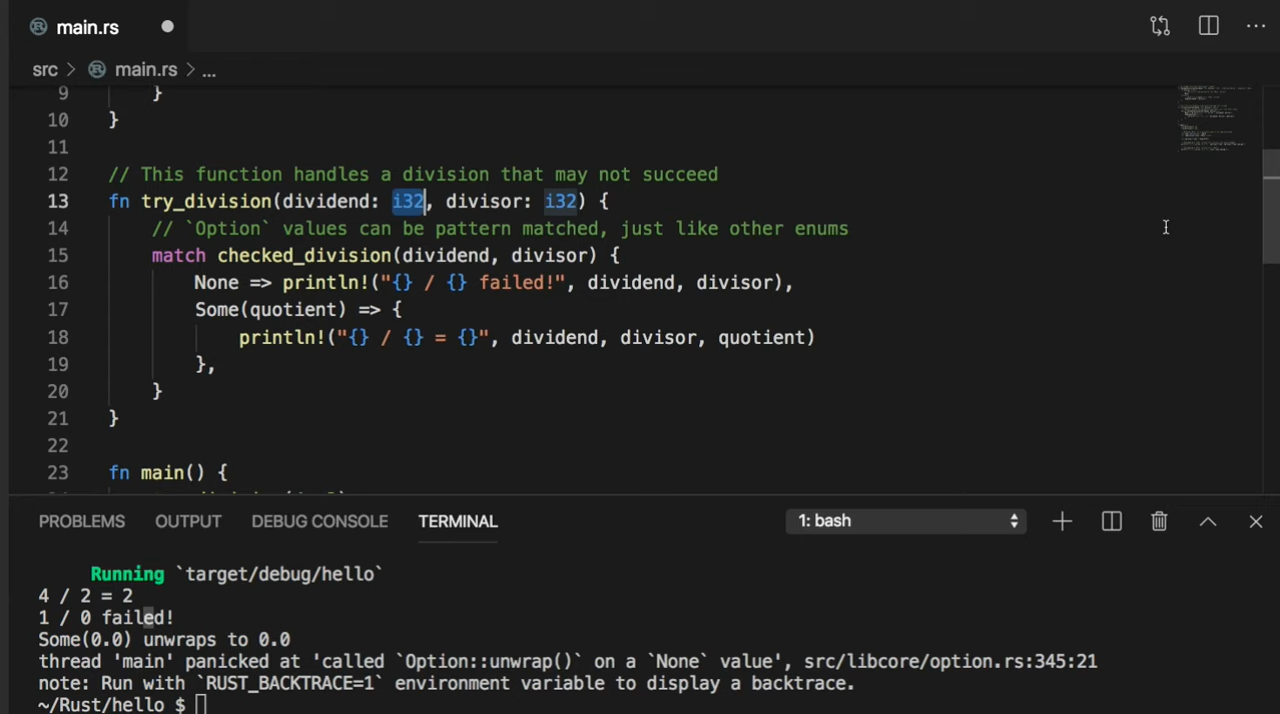 main.rs
src > main.rs > ...
9 }
10 }
11
12 // This function handles a division that may not succeed
13 fn try_division(dividend: i32, divisor: i32) {
14 // `Option` values can be pattern matched, just like other enums
15 match checked_division(dividend, divisor) {
16 None => println!("{} / {} failed!", dividend, divisor),
17 Some(quotient) => {
18 println!("{} / {} = {}", dividend, divisor, quotient)
19 },
20 }
21 }
22
23 fn main() {
PROBLEMS OUTPUT DEBUG CONSOLE TERMINAL 1: bash
Running `target/debug/hello`
4 / 2 = 2
1 / 0 failed!
Some(0.0) unwraps to 0.0
thread 'main' panicked at 'called `Option::unwrap()` on a `None` value', src/libcore/option.rs:345:21
note: Run with `RUST_BACKTRACE=1` environment variable to display a backtrace.
~/Rust/hello $